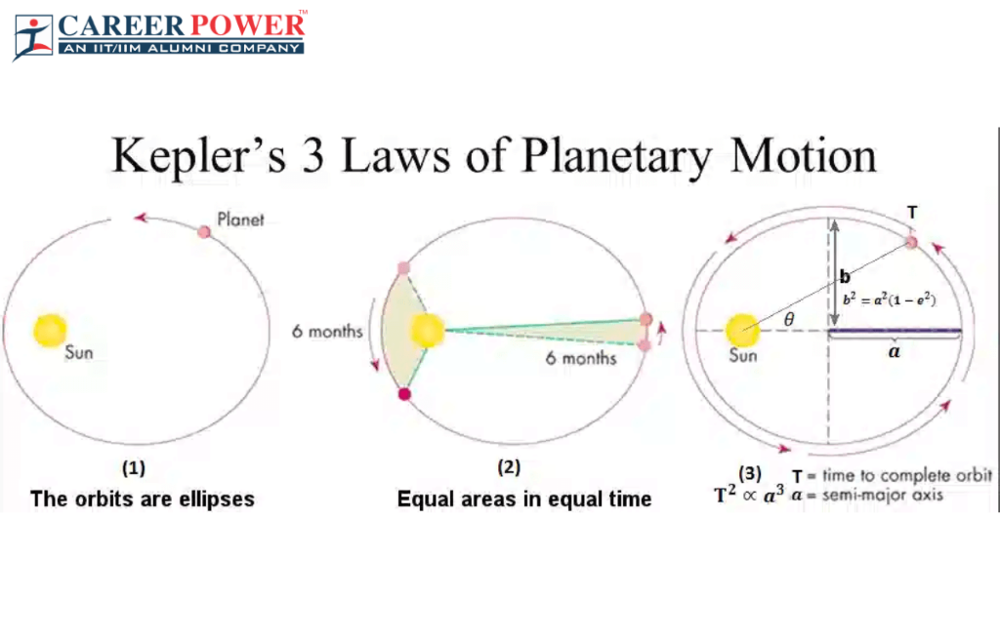 CAREER POWER™
AN IIT/IIM ALUMNI COMPANY
Kepler's 3 Laws of Planetary Motion
Planet
Sun
(1)
The orbits are ellipses
6 months
6 months
(2)
Equal areas in equal time
T
b
b² = a²(1 − e²)
θ
Sun
a
(3) T = time to complete orbit
T² ∝ a³ a = semi-major axis